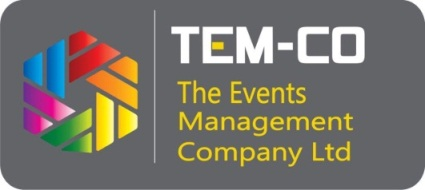 TEM-CO
The Events
Management
Company Ltd